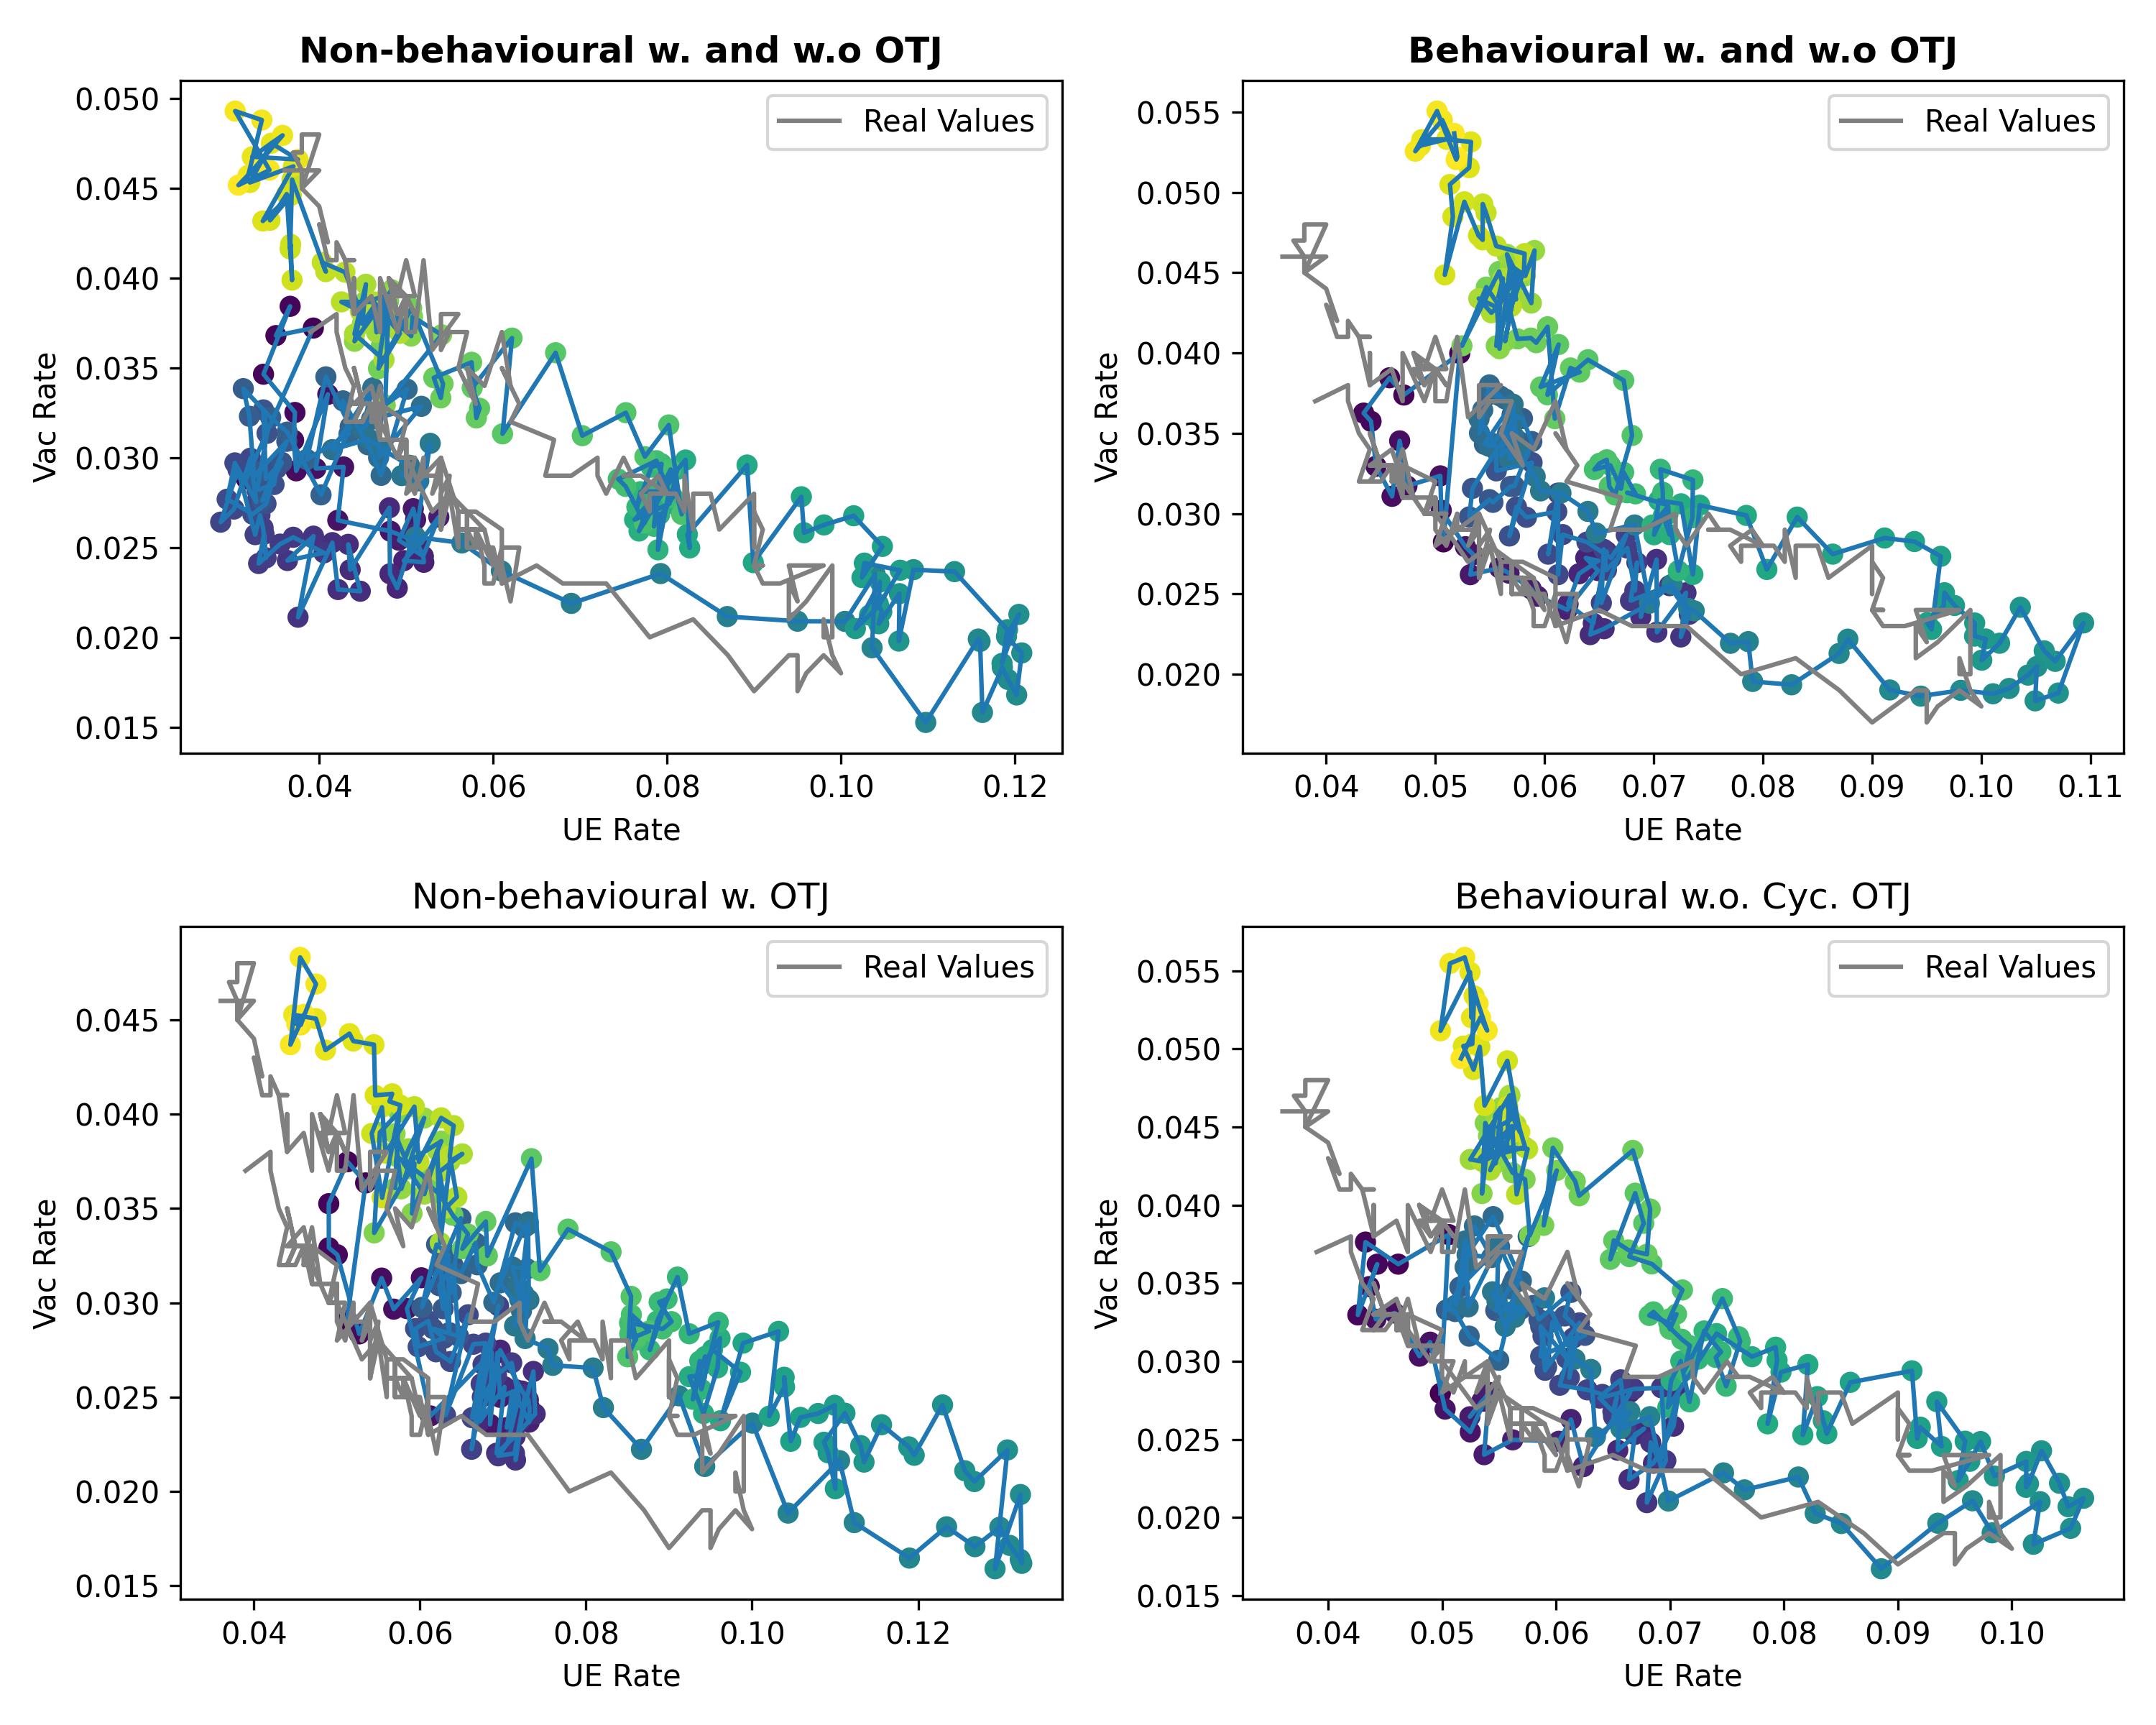 Non-behavioural w. and w.o OTJ
Real Values
Vac Rate
0.050
0.045
0.040
0.035
0.030
0.025
0.020
0.015
0.04 0.06 0.08 0.10 0.12
UE Rate
Behavioural w. and w.o OTJ
Real Values
Vac Rate
0.055
0.050
0.045
0.040
0.035
0.030
0.025
0.020
0.04 0.05 0.06 0.07 0.08 0.09 0.10 0.11
UE Rate
Non-behavioural w. OTJ
Real Values
Vac Rate
0.045
0.040
0.035
0.030
0.025
0.020
0.015
0.04 0.06 0.08 0.10 0.12
UE Rate
Behavioural w.o. Cyc. OTJ
Real Values
Vac Rate
0.055
0.050
0.045
0.040
0.035
0.030
0.025
0.020
0.015
0.04 0.05 0.06 0.07 0.08 0.09 0.10
UE Rate